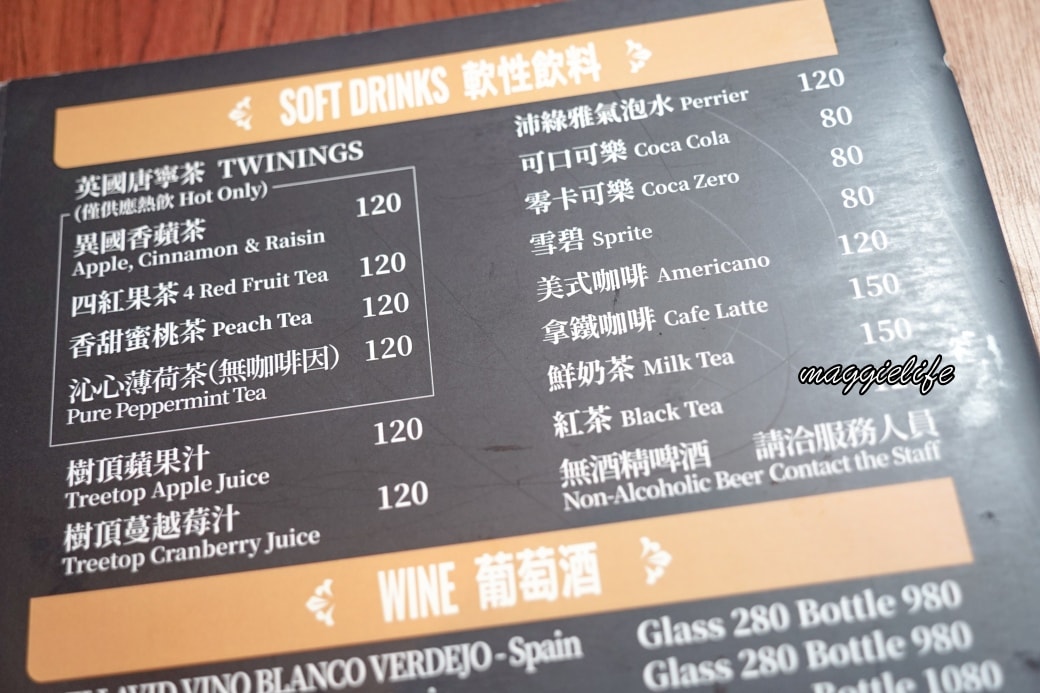 SOFT DRINKS 軟性飲料
英國唐寧茶 TWININGS
(僅供應熱飲 Hot Only)
異國香蘋茶 120
Apple, Cinnamon & Raisin
四紅果茶 4 Red Fruit Tea 120
香甜蜜桃茶 Peach Tea 120
沁心薄荷茶(無咖啡因) 120
Pure Peppermint Tea
樹頂蘋果汁 120
Treetop Apple Juice
樹頂蔓越莓汁 120
Treetop Cranberry Juice
沛綠雅氣泡水 Perrier 120
可口可樂 Coca Cola 80
零卡可樂 Coca Zero 80
雪碧 Sprite 80
美式咖啡 Americano 120
拿鐵咖啡 Cafe Latte 150
鮮奶茶 Milk Tea 150
紅茶 Black Tea
無酒精啤酒 請洽服務人員
Non-Alcoholic Beer Contact the Staff
maggielife
WINE 葡萄酒
VINO BLANCO VERDEJO - Spain Glass 280 Bottle 980
Glass 280 Bottle 980
Bottle 1080